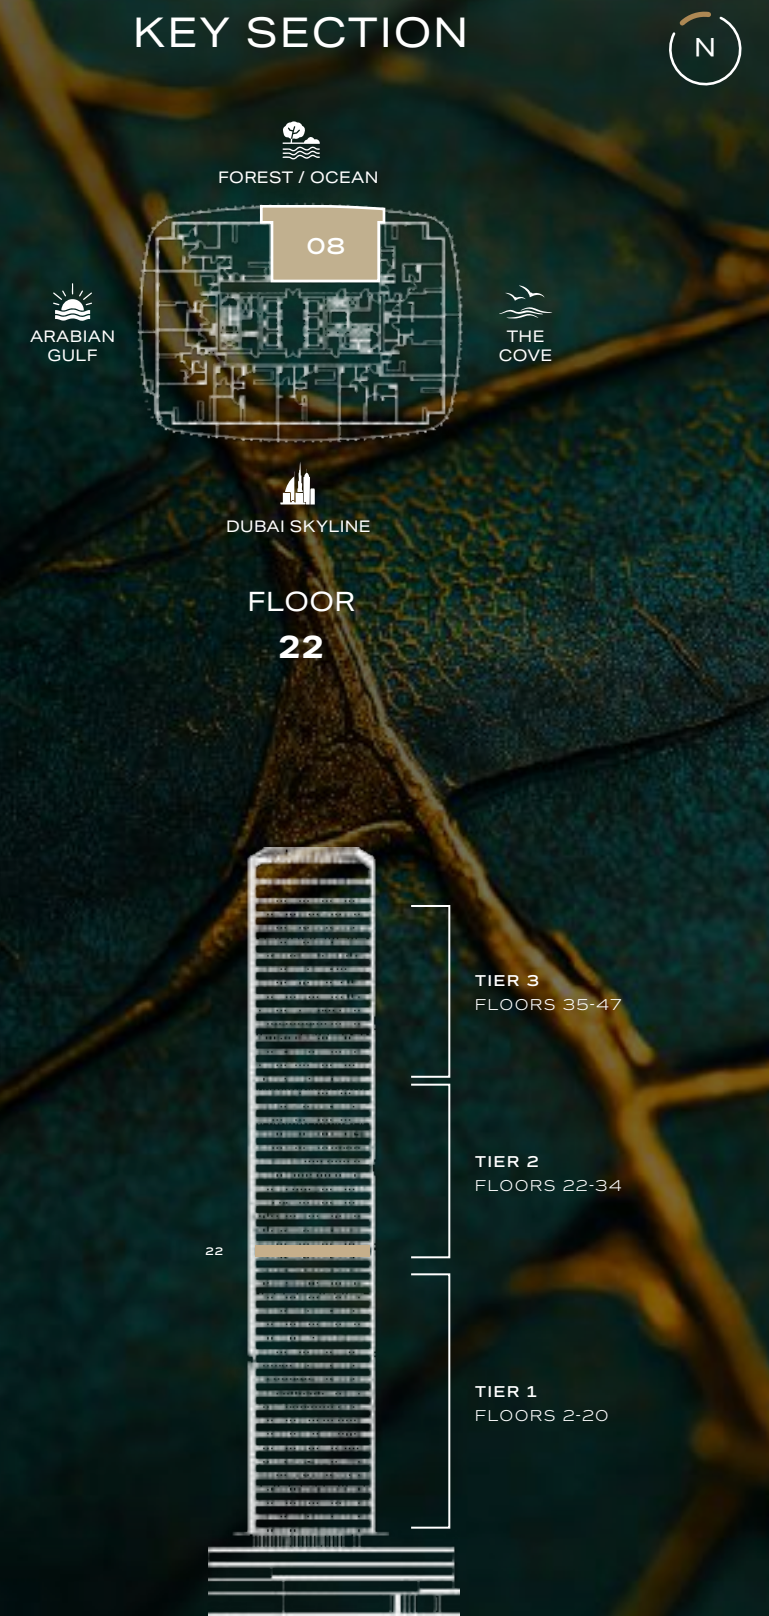 KEY SECTION
N
FOREST / OCEAN
08
ARABIAN
GULF
THE
COVE
DUBAI SKYLINE
FLOOR
22
TIER 3
FLOORS 35-47
TIER 2
FLOORS 22-34
22
TIER 1
FLOORS 2-20